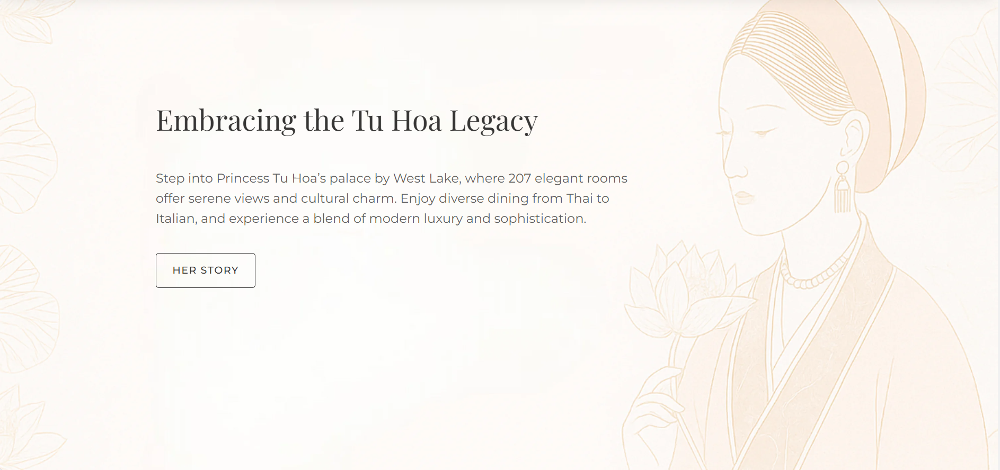 Embracing the Tu Hoa Legacy
Step into Princess Tu Hoa’s palace by West Lake, where 207 elegant rooms
offer serene views and cultural charm. Enjoy diverse dining from Thai to
Italian, and experience a blend of modern luxury and sophistication.
HER STORY